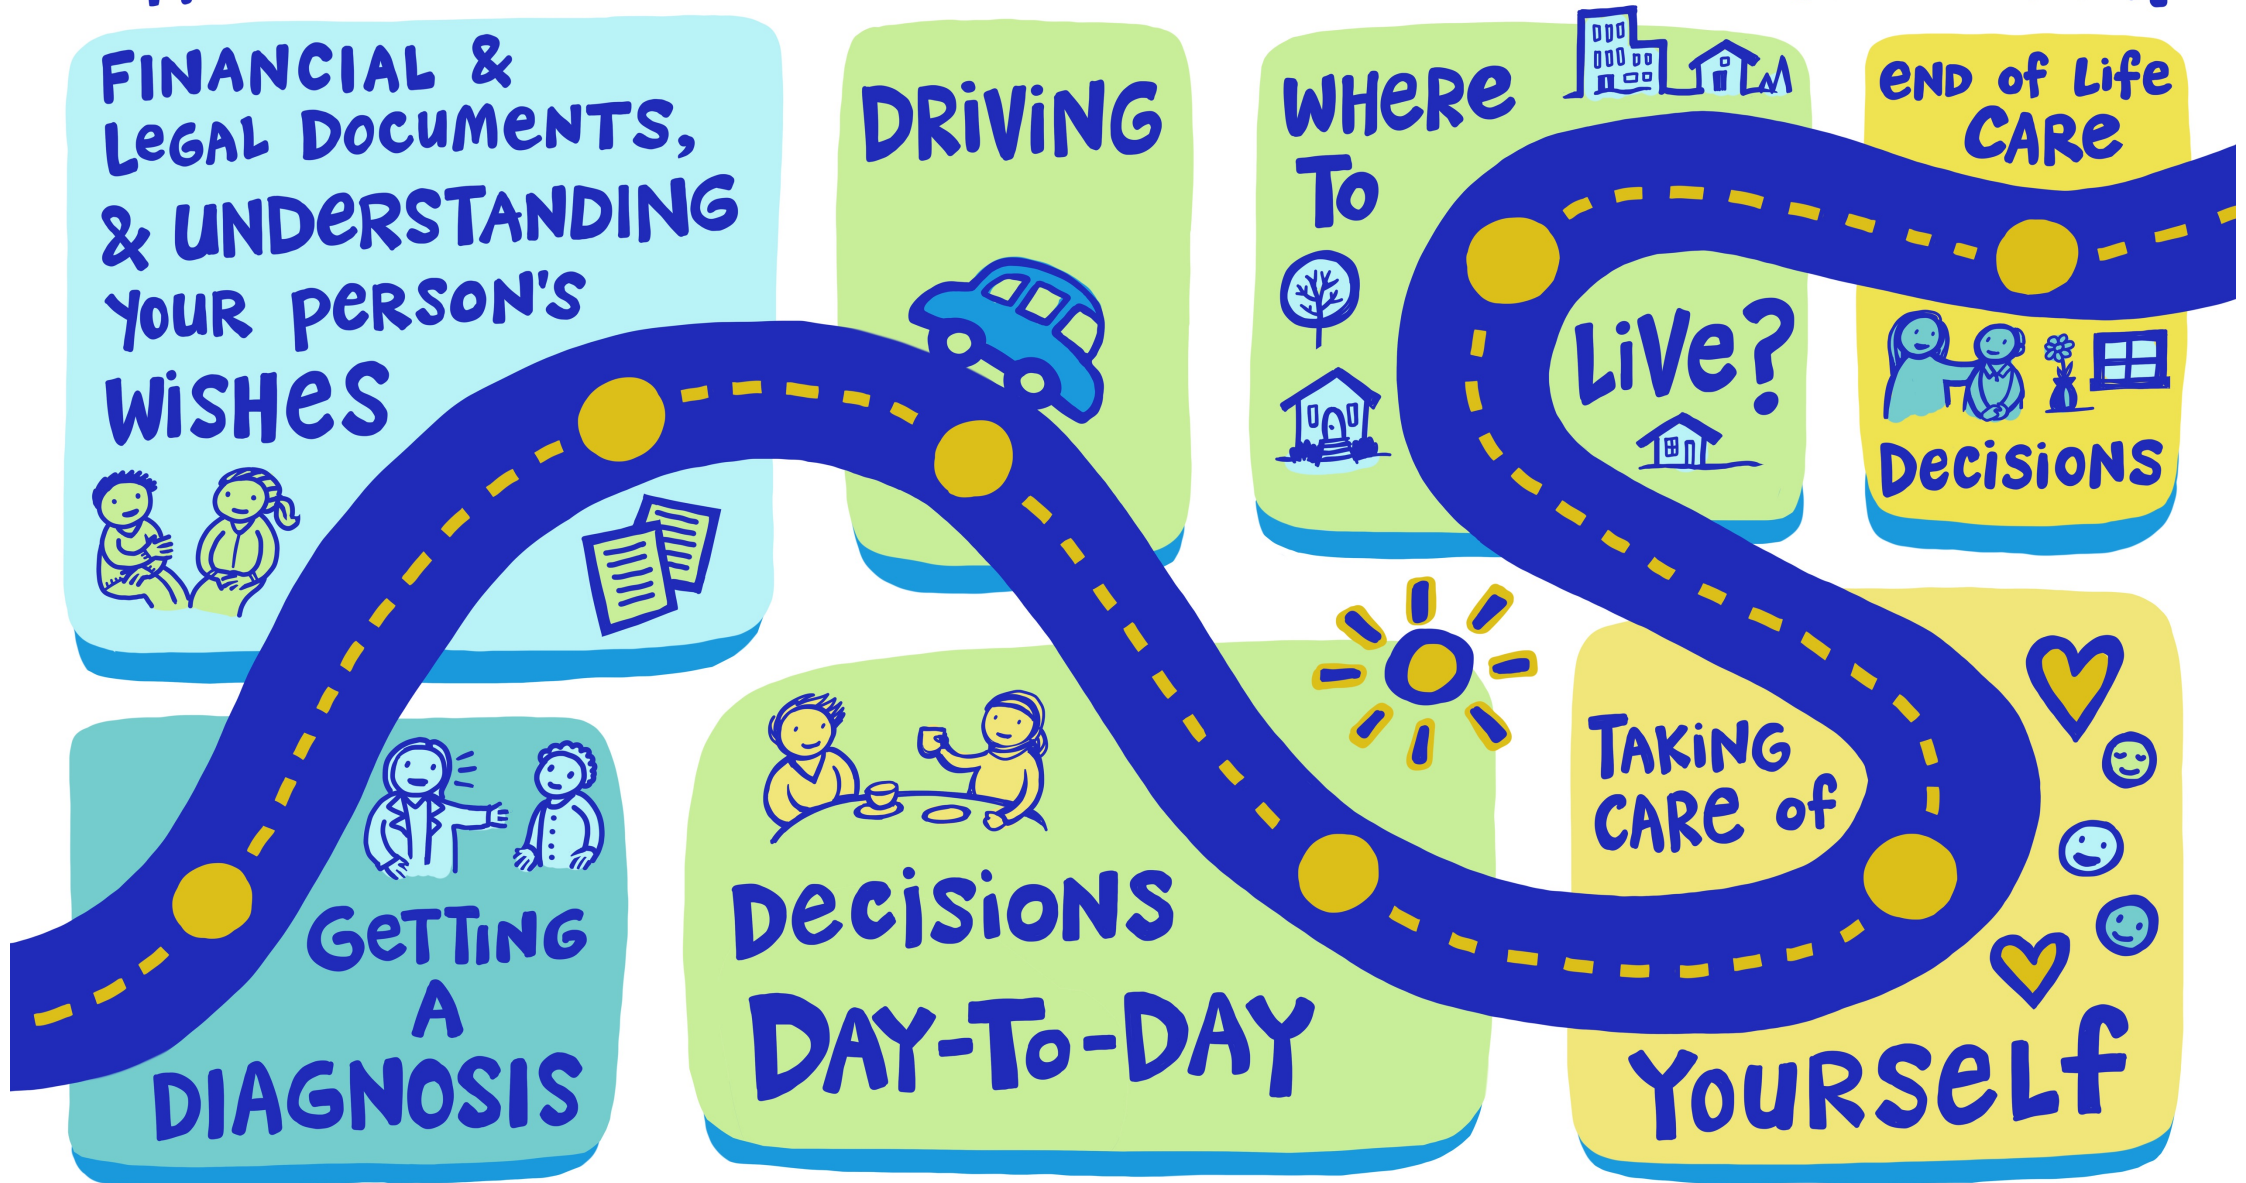 FINANCIAL &
LEGAL DOCUMENTS,
& UNDERSTANDING
YOUR PERSON'S
WISHES
DRIVING
WHERE
TO
LIVE?
END OF LIFE
CARE
DECISIONS
GETTING
A
DIAGNOSIS
DECISIONS
DAY-TO-DAY
TAKING
CARE OF
YOURSELF